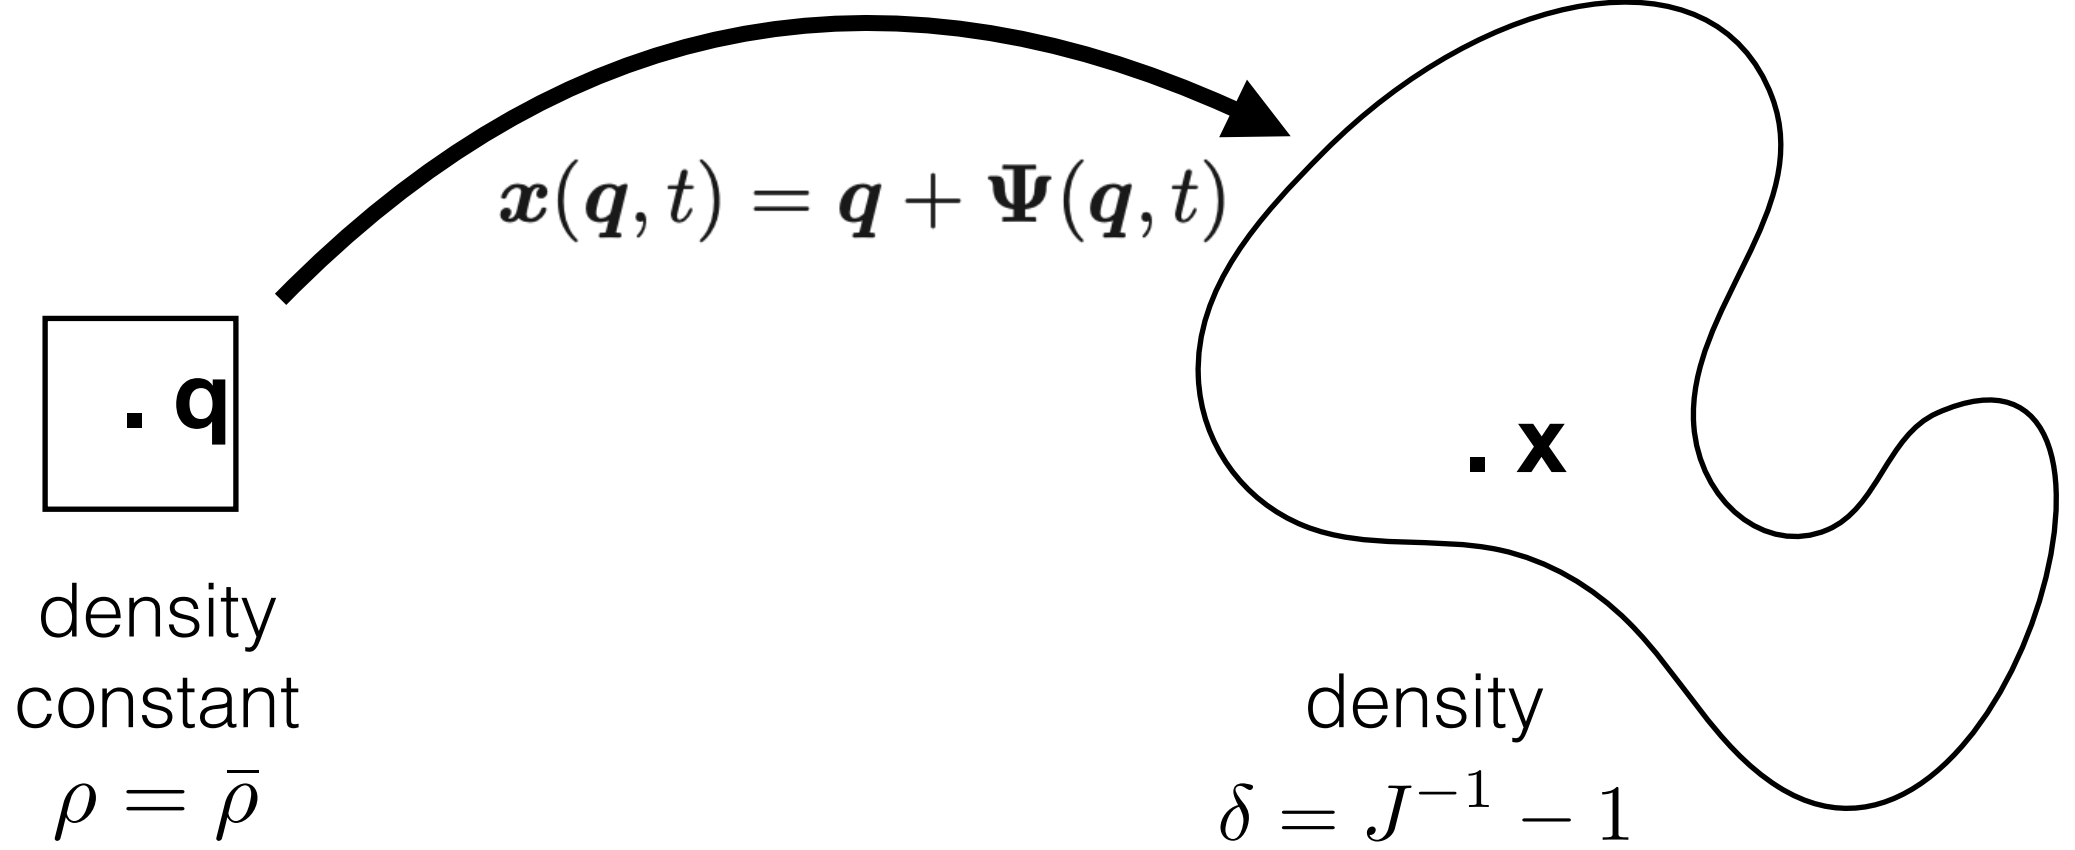 x(q, t) = q + Ψ(q, t)
. q
. x
density
constant
ρ = ρ̄
density
δ = J⁻¹ − 1